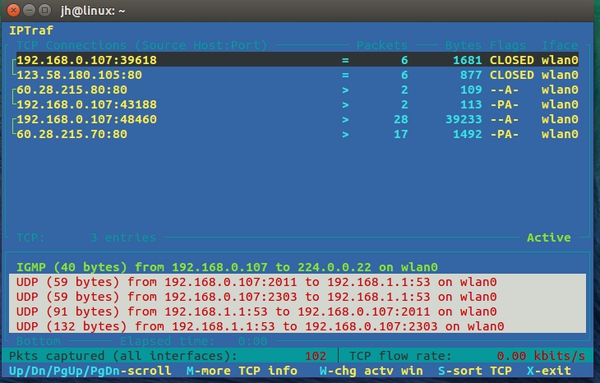 jh@linux: ~
IPTraf
TCP Connections (Source Host:Port) Packets Bytes Flags Iface
192.168.0.107:39618 = 6 1681 CLOSED wlan0
123.58.180.105:80 = 6 877 CLOSED wlan0
60.28.215.80:80 > 2 109 --A- wlan0
192.168.0.107:43188 > 2 113 -PA- wlan0
192.168.0.107:48460 > 28 39233 --A- wlan0
60.28.215.70:80 > 17 1492 -PA- wlan0
TCP: 3 entries Active
IGMP (40 bytes) from 192.168.0.107 to 224.0.0.22 on wlan0
UDP (59 bytes) from 192.168.0.107:2011 to 192.168.1.1:53 on wlan0
UDP (59 bytes) from 192.168.0.107:2303 to 192.168.1.1:53 on wlan0
UDP (91 bytes) from 192.168.1.1:53 to 192.168.0.107:2011 on wlan0
UDP (132 bytes) from 192.168.1.1:53 to 192.168.0.107:2303 on wlan0
Bottom Elapsed time: 0:00
Pkts captured (all interfaces): 102 TCP flow rate: 0.00 kbits/s
Up/Dn/PgUp/PgDn-scroll M-more TCP info W-chg actv win S-sort TCP X-exit